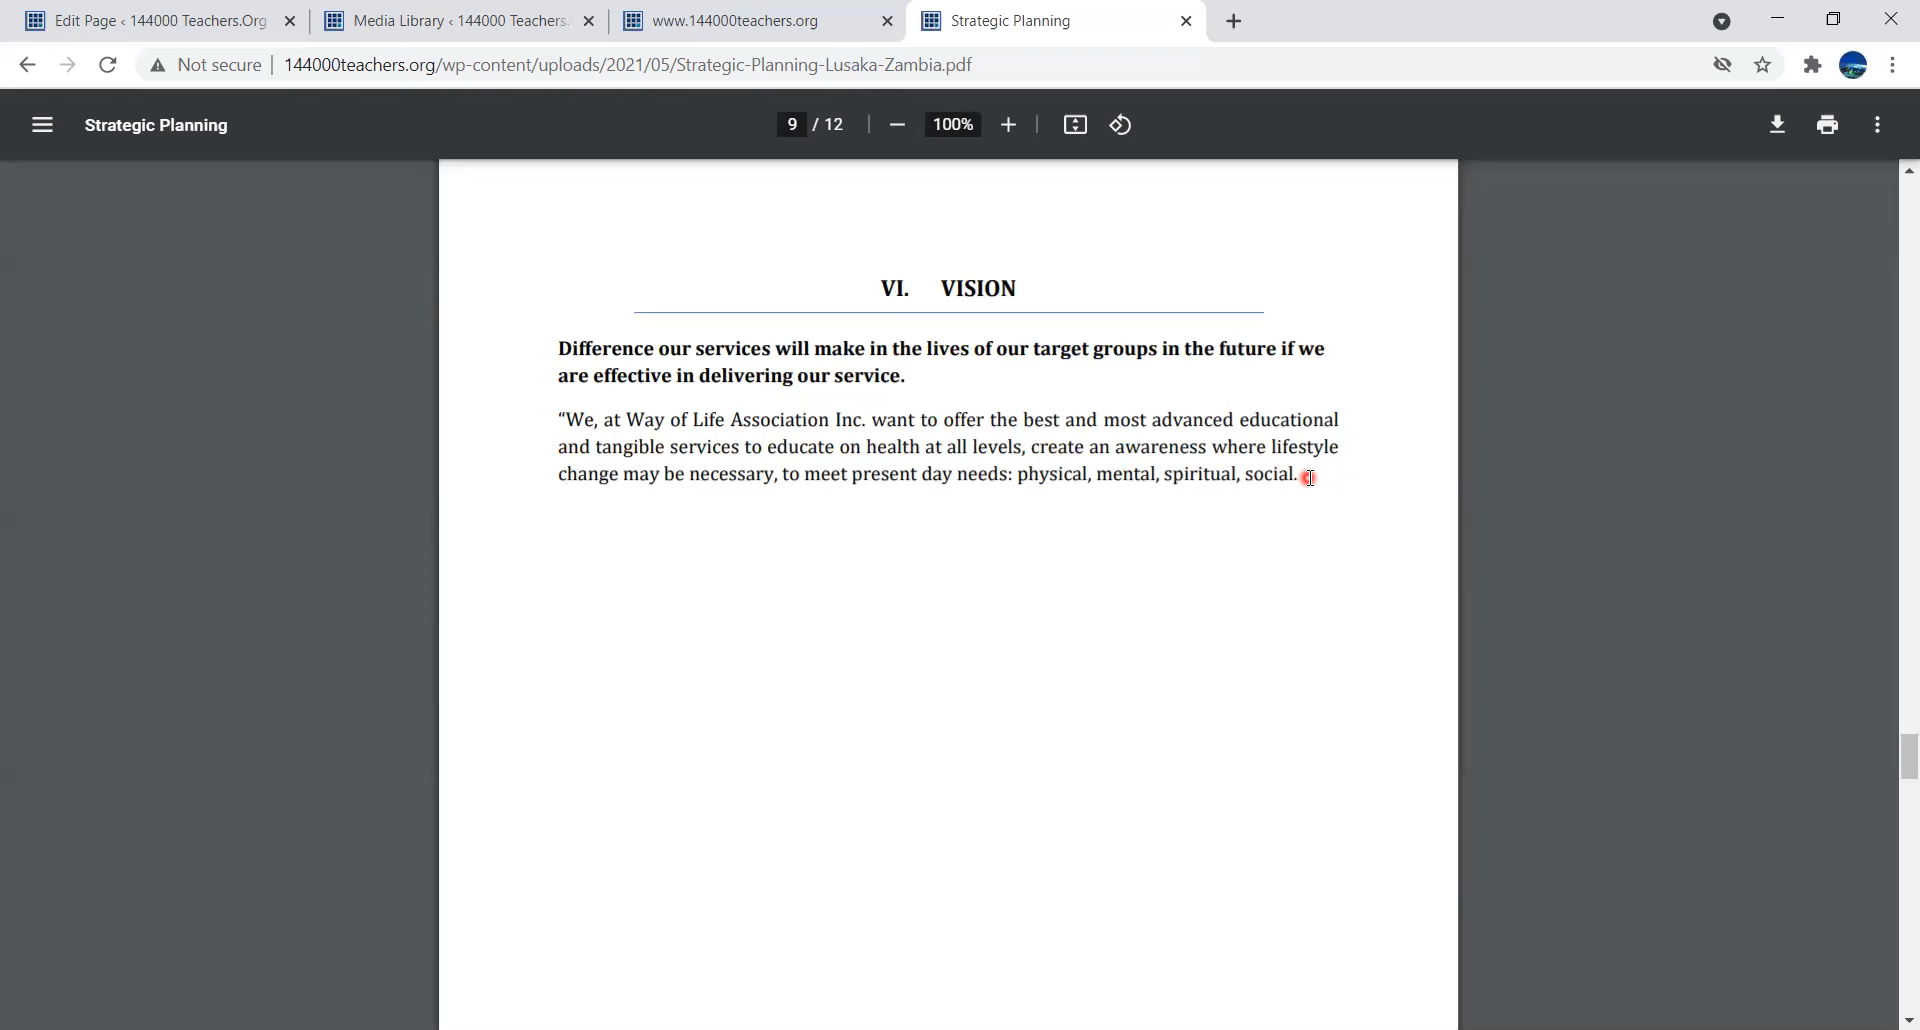 Edit Page ‹ 144000 Teachers.Org
Media Library ‹ 144000 Teachers.
www.144000teachers.org
Strategic Planning
Not secure
144000teachers.org/wp-content/uploads/2021/05/Strategic-Planning-Lusaka-Zambia.pdf
Strategic Planning
9 / 12
100%
VI. VISION
Difference our services will make in the lives of our target groups in the future if we
are effective in delivering our service.
“We, at Way of Life Association Inc. want to offer the best and most advanced educational
and tangible services to educate on health at all levels, create an awareness where lifestyle
change may be necessary, to meet present day needs: physical, mental, spiritual, social.